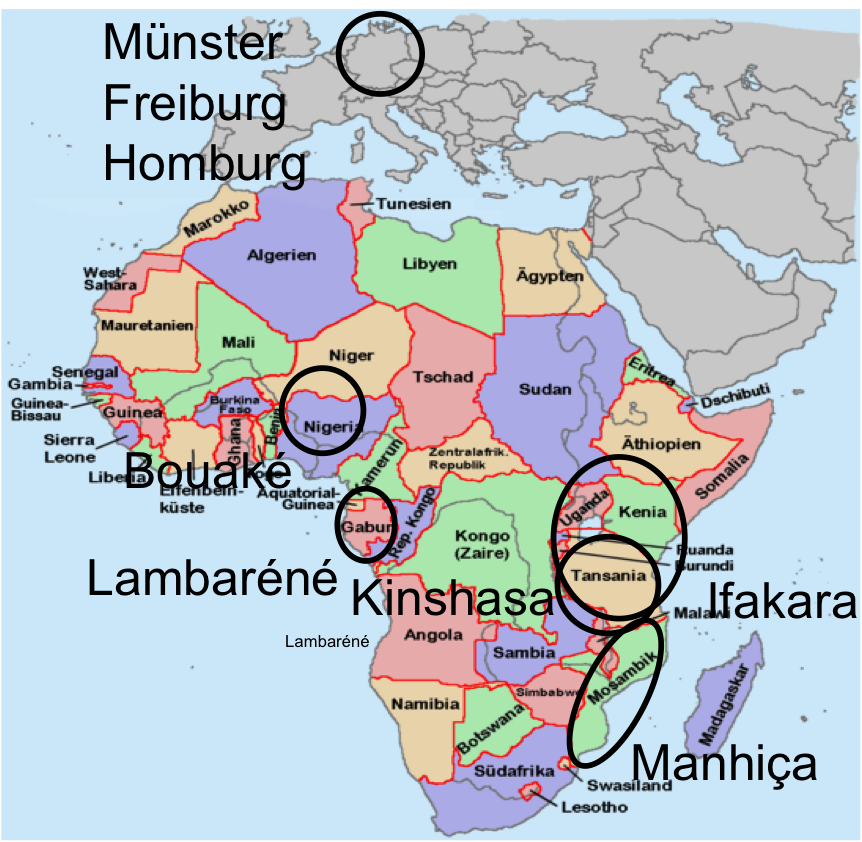 Münster
Freiburg
Homburg
Tunesien
Marokko
Algerien
Libyen
Ägypten
West-
Sahara
Mauretanien
Mali
Niger
Tschad
Sudan
Eritrea
Dschibuti
Senegal
Gambia
Guinea-
Bissau
Guinea
Burkina
Faso
Benin
Ghana
Nigeria
Sierra
Leone
Liberia
Bouaké
Elfenbein-
küste
Kamerun
Zentralafrik.
Republik
Äthiopien
Somalia
Äquatorial-
Guinea
Gabun
Rep. Kongo
Kongo
(Zaire)
Uganda
Kenia
Ruanda
Burundi
Tansania
Lambaréné
Kinshasa
Ifakara
Malawi
Lambaréné
Angola
Sambia
Mosambik
Simbabwe
Namibia
Botswana
Madagaskar
Manhiça
Südafrika
Swasiland
Lesotho